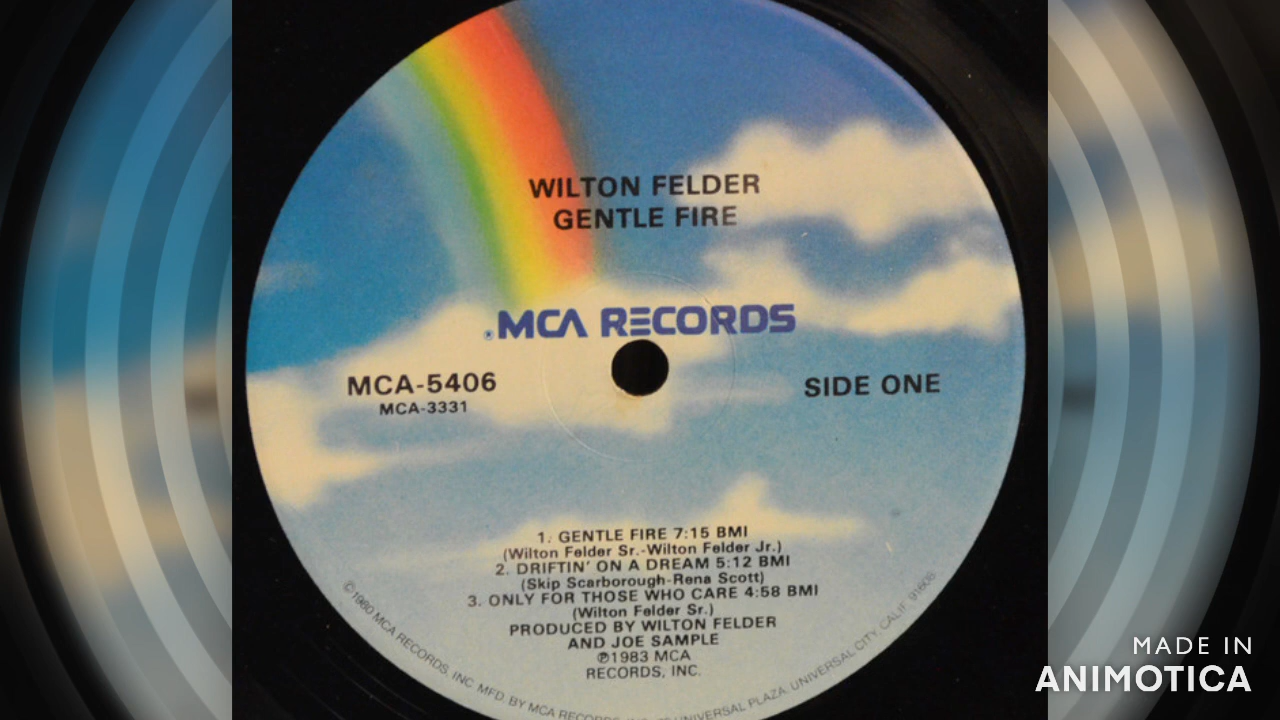 WILTON FELDER
GENTLE FIRE
MCA RECORDS
MCA-5406
MCA-3331
SIDE ONE
1. GENTLE FIRE 7:15 BMI
(Wilton Felder Sr.-Wilton Felder Jr.)
2. DRIFTIN' ON A DREAM 5:12 BMI
(Skip Scarborough-Rena Scott)
3. ONLY FOR THOSE WHO CARE 4:58 BMI
(Wilton Felder Sr.)
PRODUCED BY WILTON FELDER
AND JOE SAMPLE
℗1983 MCA
RECORDS, INC.
©1980 MCA RECORDS, INC. MFD. BY MCA RECORDS, UNIVERSAL PLAZA, UNIVERSAL CITY, CALIF. 91608
MADE IN
ANIMOTICA